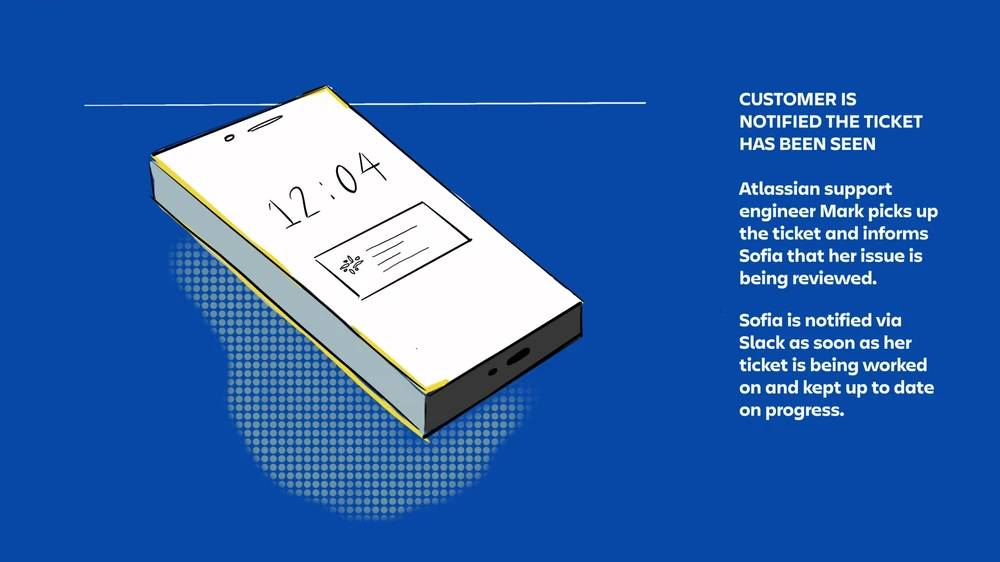 12:04
CUSTOMER IS
NOTIFIED THE TICKET
HAS BEEN SEEN
Atlassian support
engineer Mark picks up
the ticket and informs
Sofia that her issue is
being reviewed.
Sofia is notified via
Slack as soon as her
ticket is being worked
on and kept up to date
on progress.